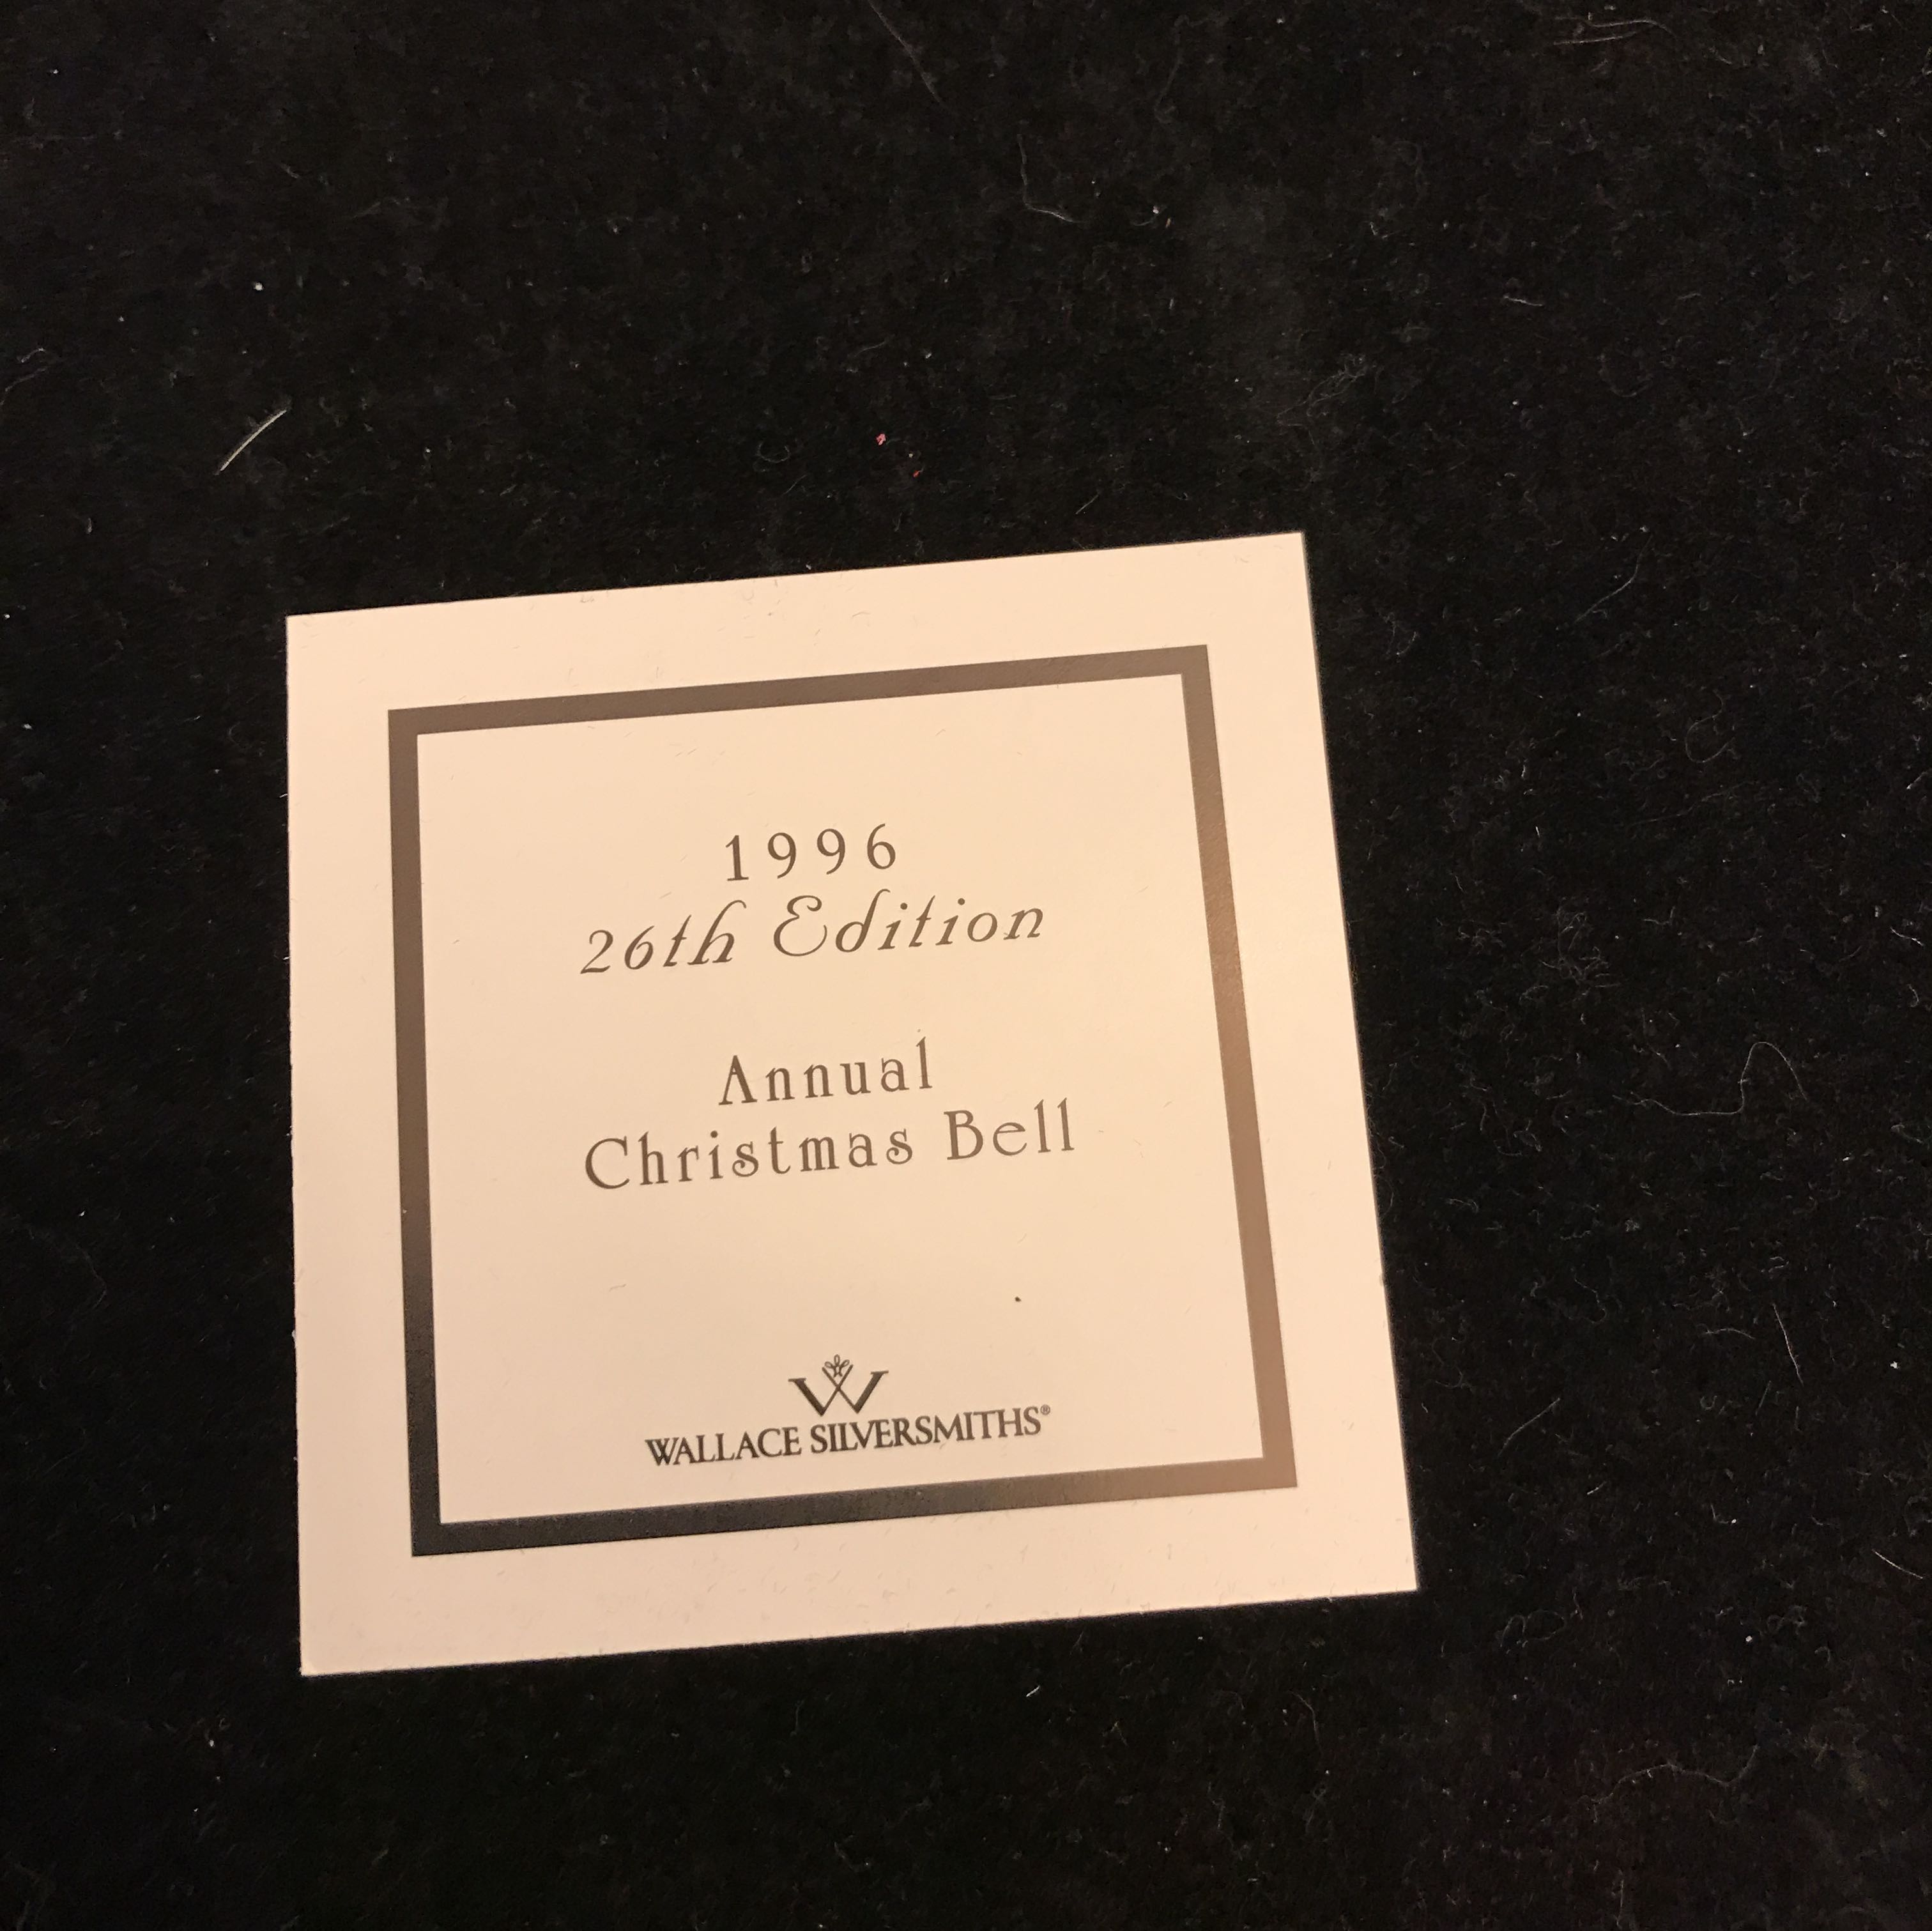 1996
26th Edition
Annual
Christmas Bell
W
WALLACE SILVERSMITHS®